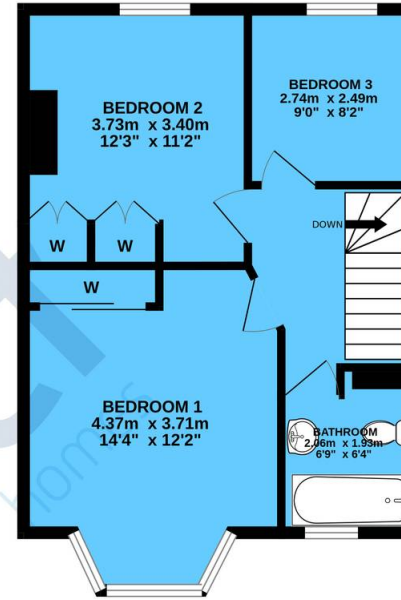 BEDROOM 2
3.73m x 3.40m
12'3" x 11'2"
BEDROOM 3
2.74m x 2.49m
9'0" x 8'2"
DOWN
W
W
W
BEDROOM 1
4.37m x 3.71m
14'4" x 12'2"
BATHROOM
2.06m x 1.93m
6'9" x 6'4"
homes